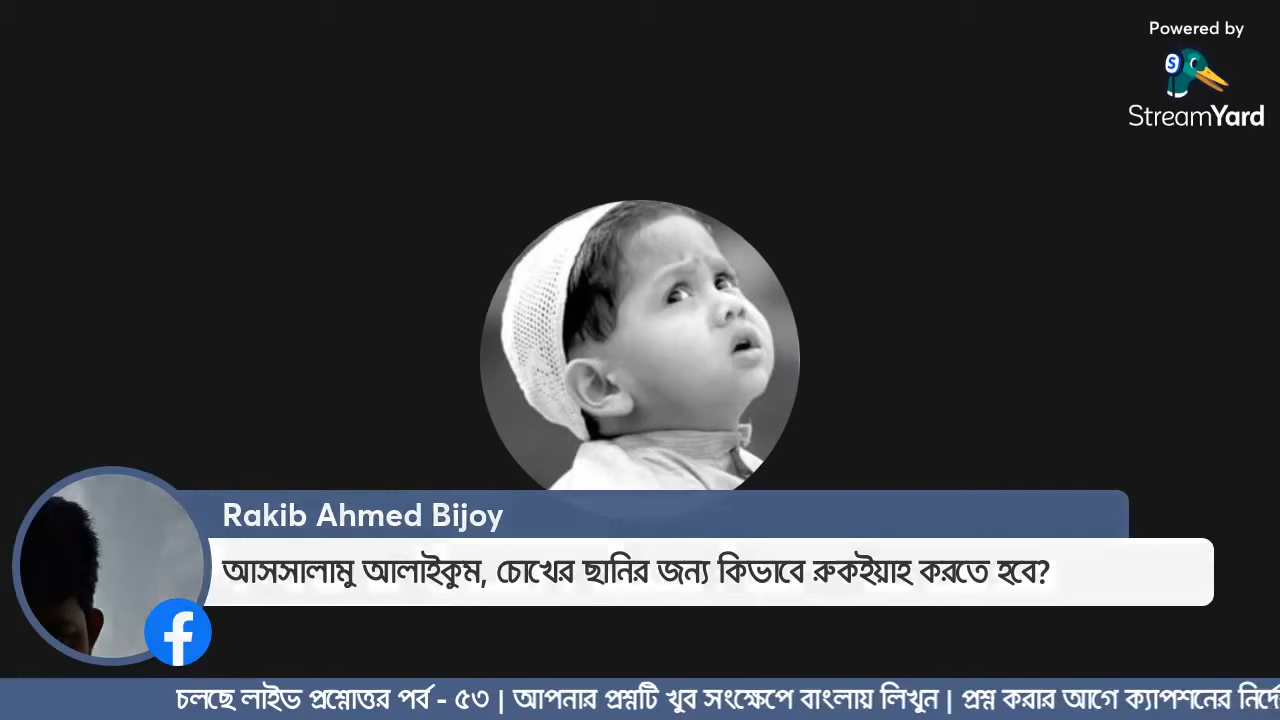 Powered by
StreamYard
Rakib Ahmed Bijoy
আসসালামু আলাইকুম, চোখের ছানির জন্য কিভাবে রুকইয়াহ করতে হবে?
চলছে লাইভ প্রশ্নোত্তর পর্ব - ৫৩ | আপনার প্রশ্নটি খুব সংক্ষেপে বাংলায় লিখুন | প্রশ্ন করার আগে ক্যাপশনের